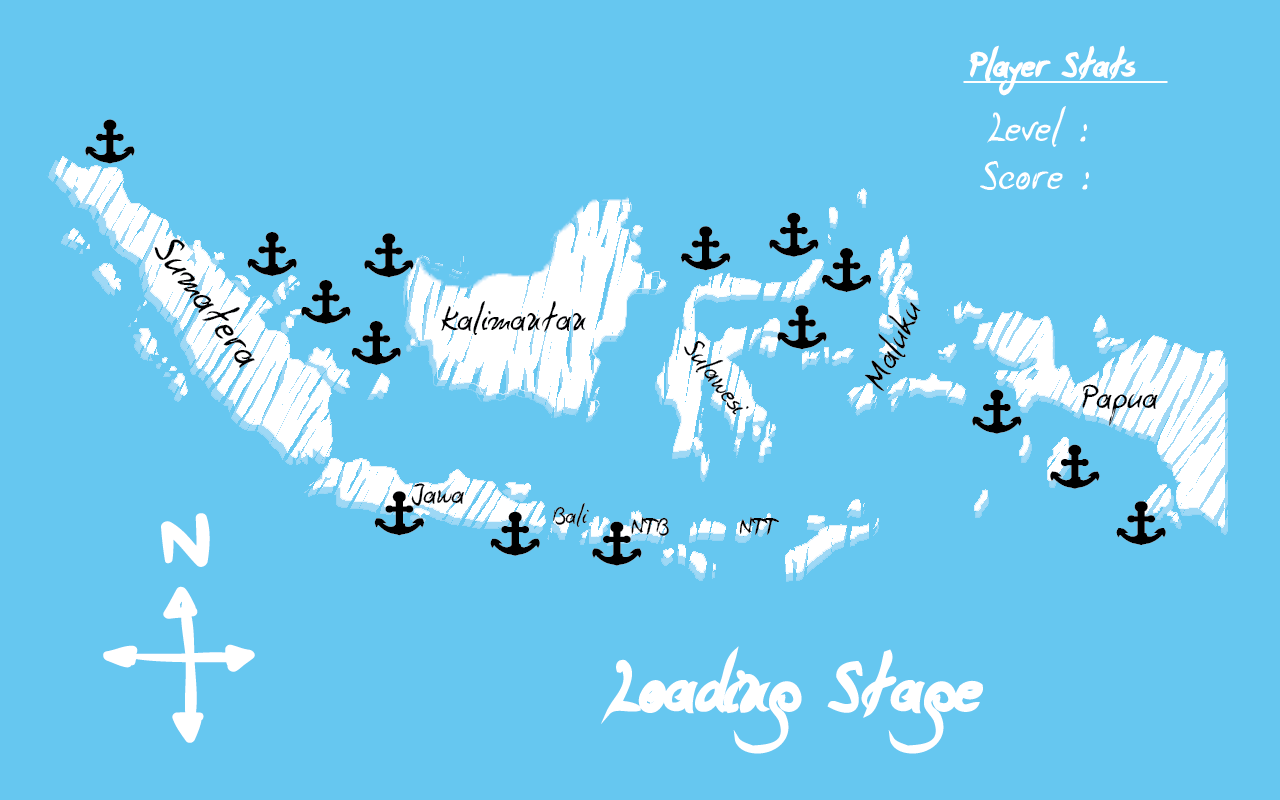 Player Stats
Level :
Score :
Sumatera
Kalimantan
Sulawesi
Maluku
Papua
Jawa
Bali
NTB
NTT
N
Loading Stage